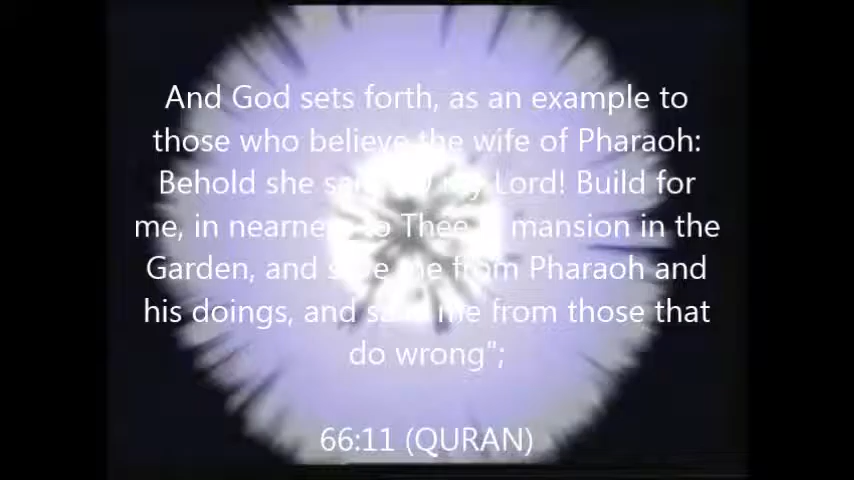 And God sets forth, as an example to
those who believe the wife of Pharaoh:
Behold she said: "O my Lord! Build for
me, in nearness to Thee, a mansion in the
Garden, and save me from Pharaoh and
his doings, and save me from those that
do wrong";
66:11 (QURAN)